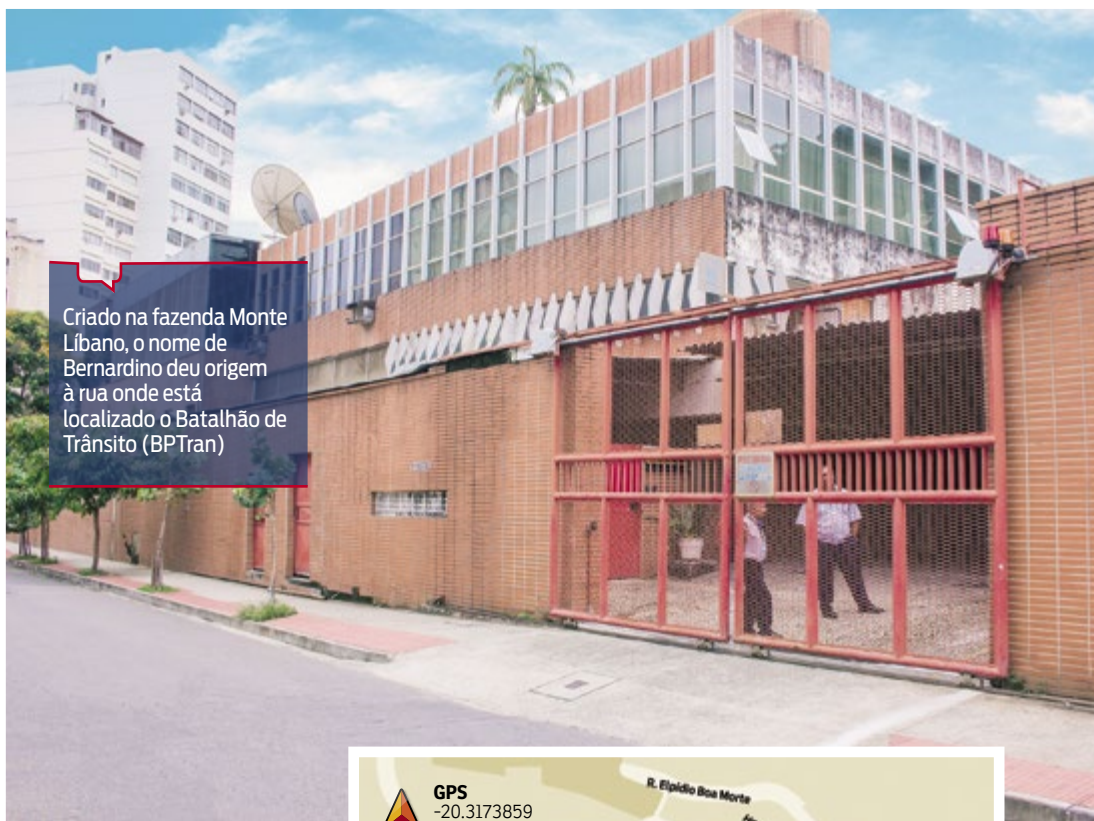 Criado na fazenda Monte
Líbano, o nome de
Bernardino deu origem
à rua onde está
localizado o Batalhão de
Trânsito (BPTran)
GPS
-20.3173859
R. Elpídio Boa Morte